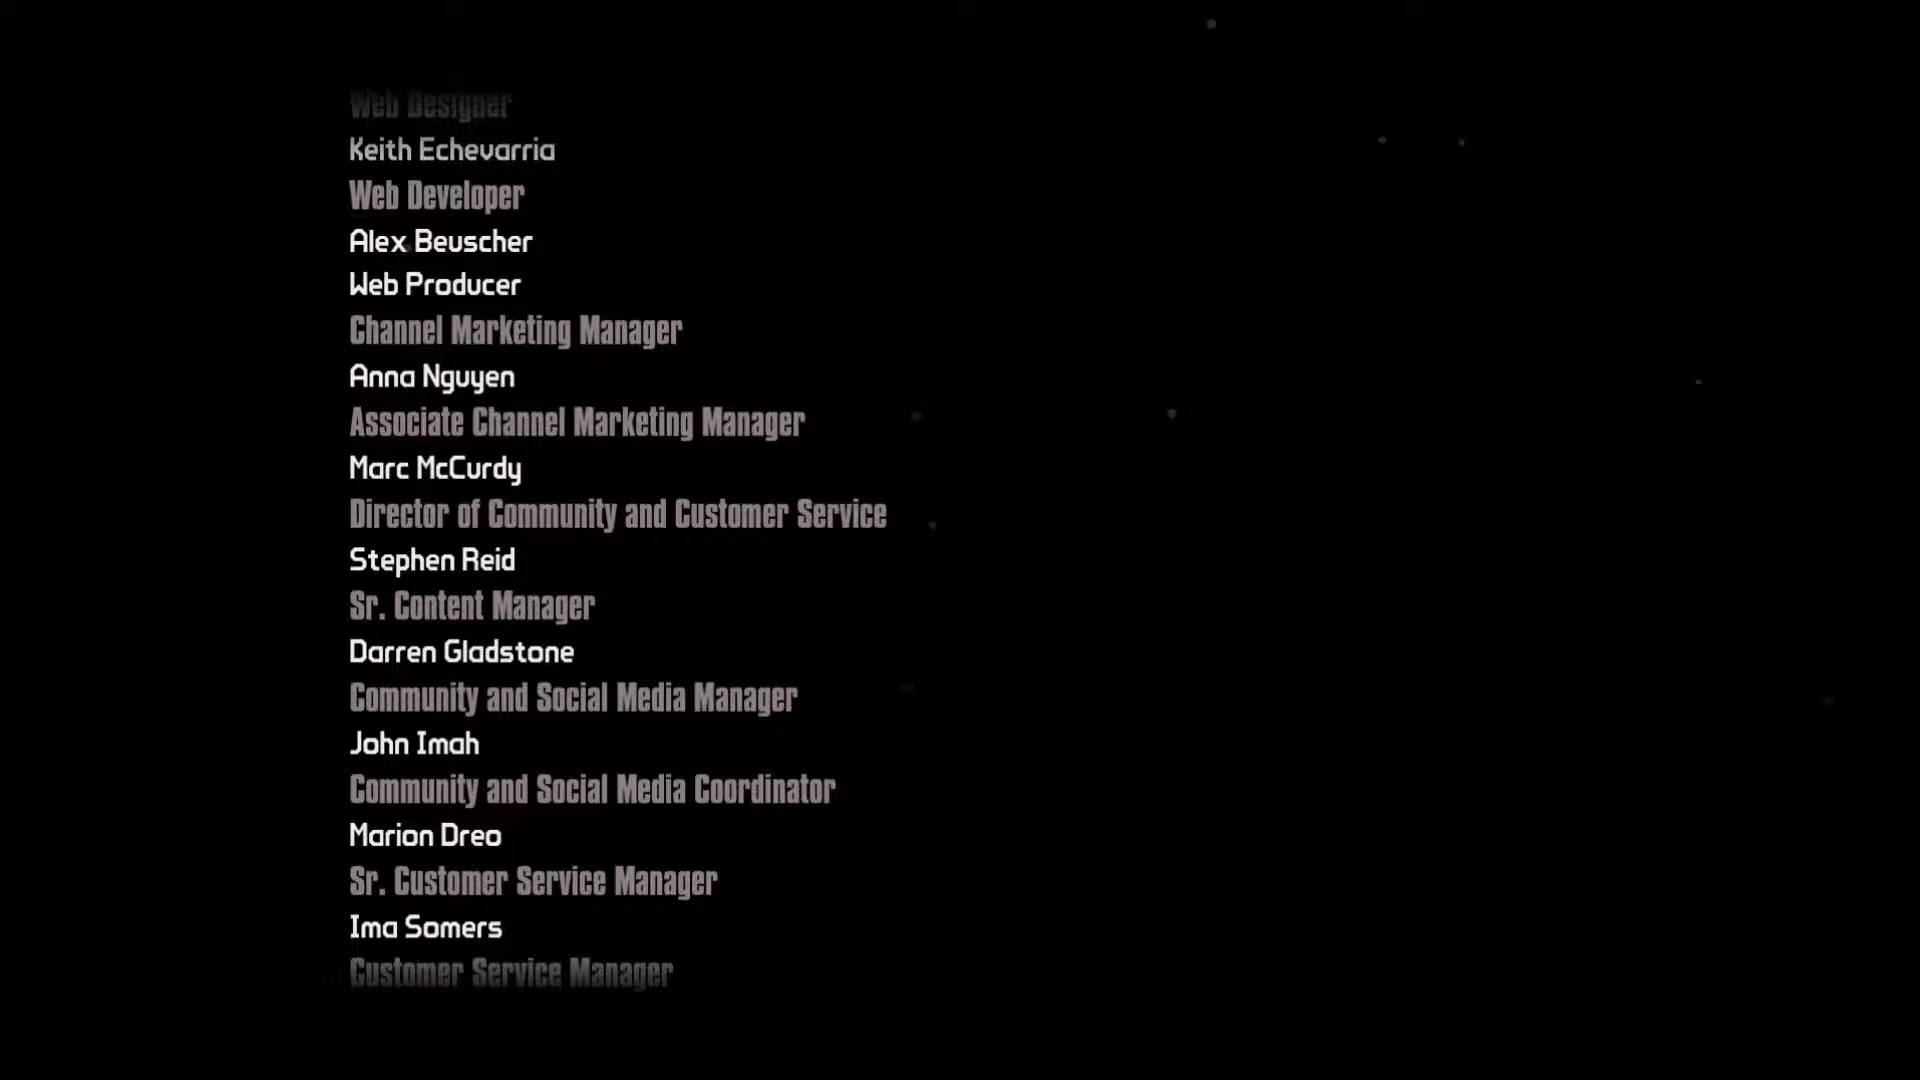 Web Designer
Keith Echevarria
Web Developer
Alex Beuscher
Web Producer
Channel Marketing Manager
Anna Nguyen
Associate Channel Marketing Manager
Marc McCurdy
Director of Community and Customer Service
Stephen Reid
Sr. Content Manager
Darren Gladstone
Community and Social Media Manager
John Imah
Community and Social Media Coordinator
Marion Dreo
Sr. Customer Service Manager
Ima Somers
Customer Service Manager